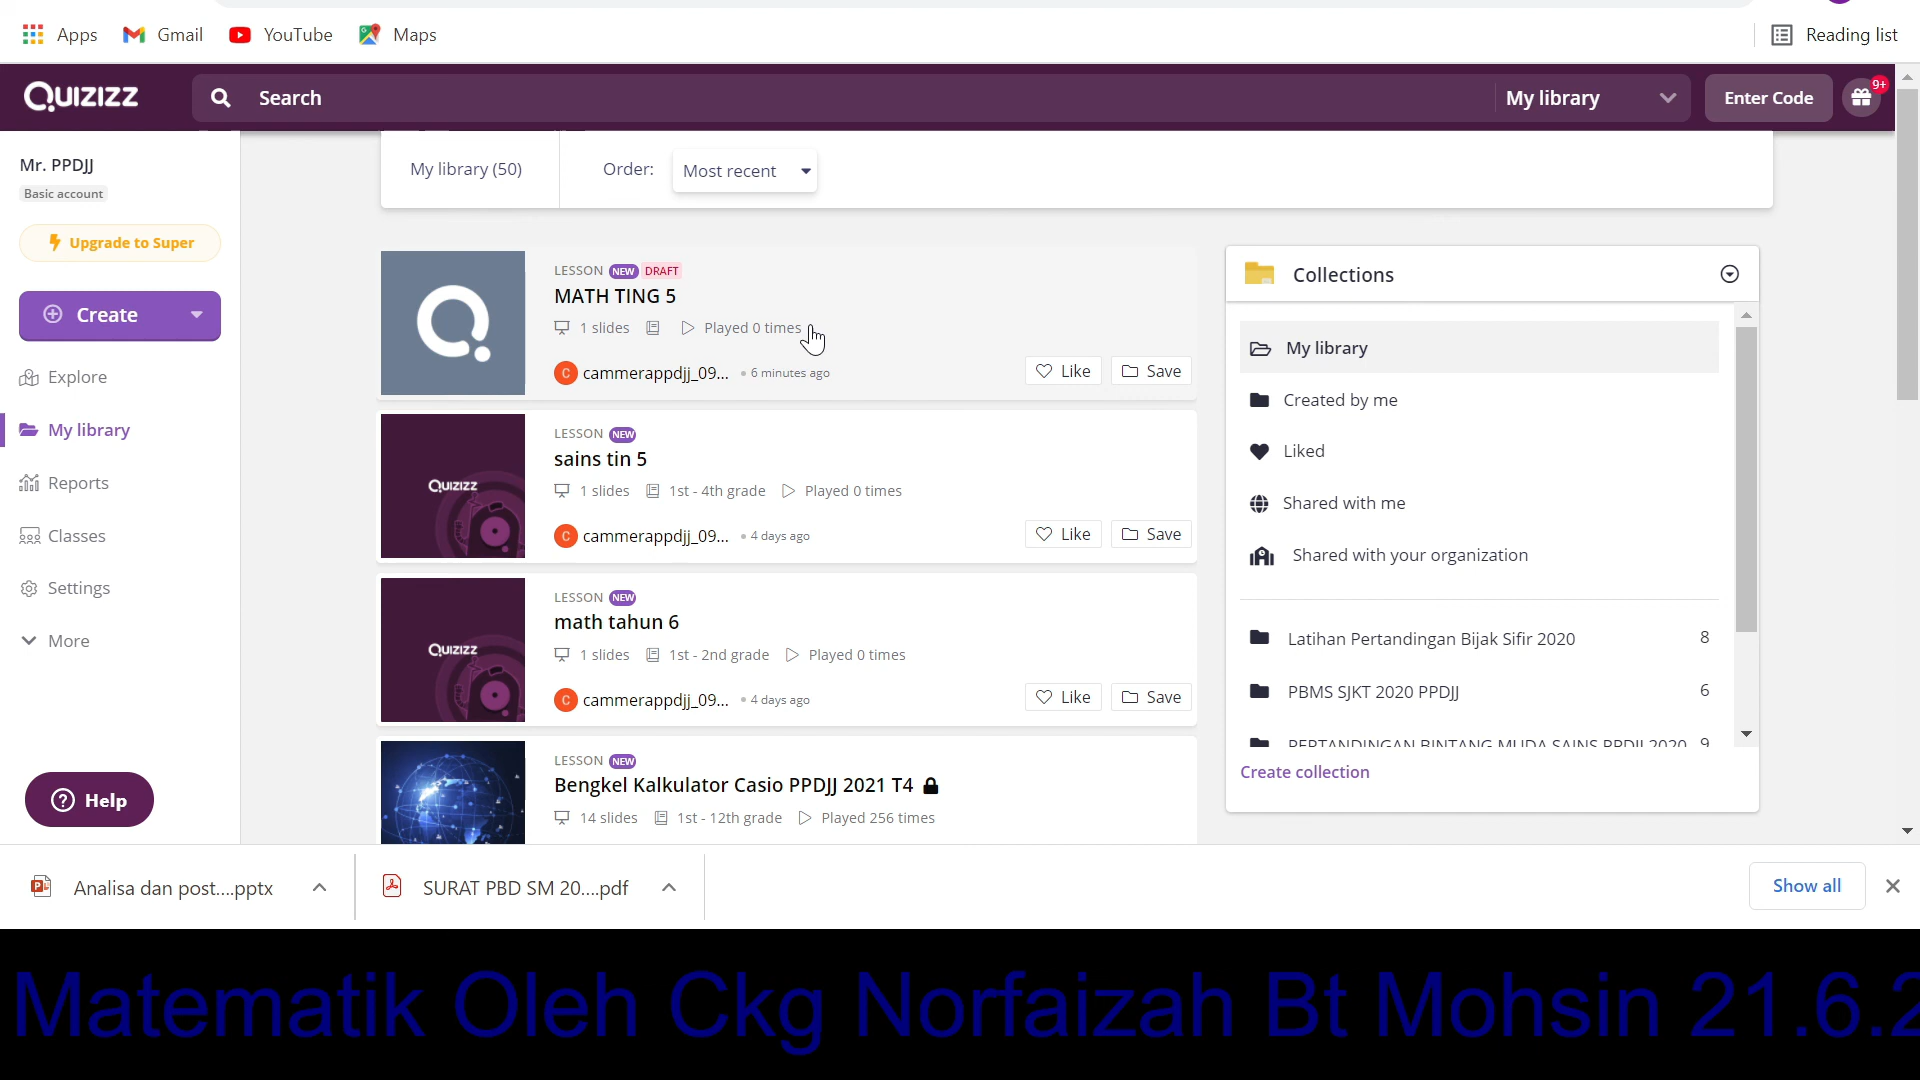 Apps Gmail YouTube Maps Reading list
QUIZIZZ Search My library Enter Code 9+
Mr. PPDJJ
Basic account
Upgrade to Super
Create
Explore
My library
Reports
Classes
Settings
More
Help
My library (50) Order: Most recent
LESSON NEW DRAFT
MATH TING 5
1 slides Played 0 times
C cammerappdjj_09... • 6 minutes ago Like Save
QUIZIZZ
LESSON NEW
sains tin 5
1 slides 1st - 4th grade Played 0 times
C cammerappdjj_09... • 4 days ago Like Save
QUIZIZZ
LESSON NEW
math tahun 6
1 slides 1st - 2nd grade Played 0 times
C cammerappdjj_09... • 4 days ago Like Save
LESSON NEW
Bengkel Kalkulator Casio PPDJJ 2021 T4
14 slides 1st - 12th grade Played 256 times
Collections
My library
Created by me
Liked
Shared with me
Shared with your organization
Latihan Pertandingan Bijak Sifir 2020 8
PBMS SJKT 2020 PPDJJ 6
PERTANDINGAN BINTANG MUDA SAINS PPDJJ 2020 9
Create collection
Analisa dan post....pptx SURAT PBD SM 20....pdf Show all
Matematik Oleh Ckg Norfaizah Bt Mohsin 21.6.2